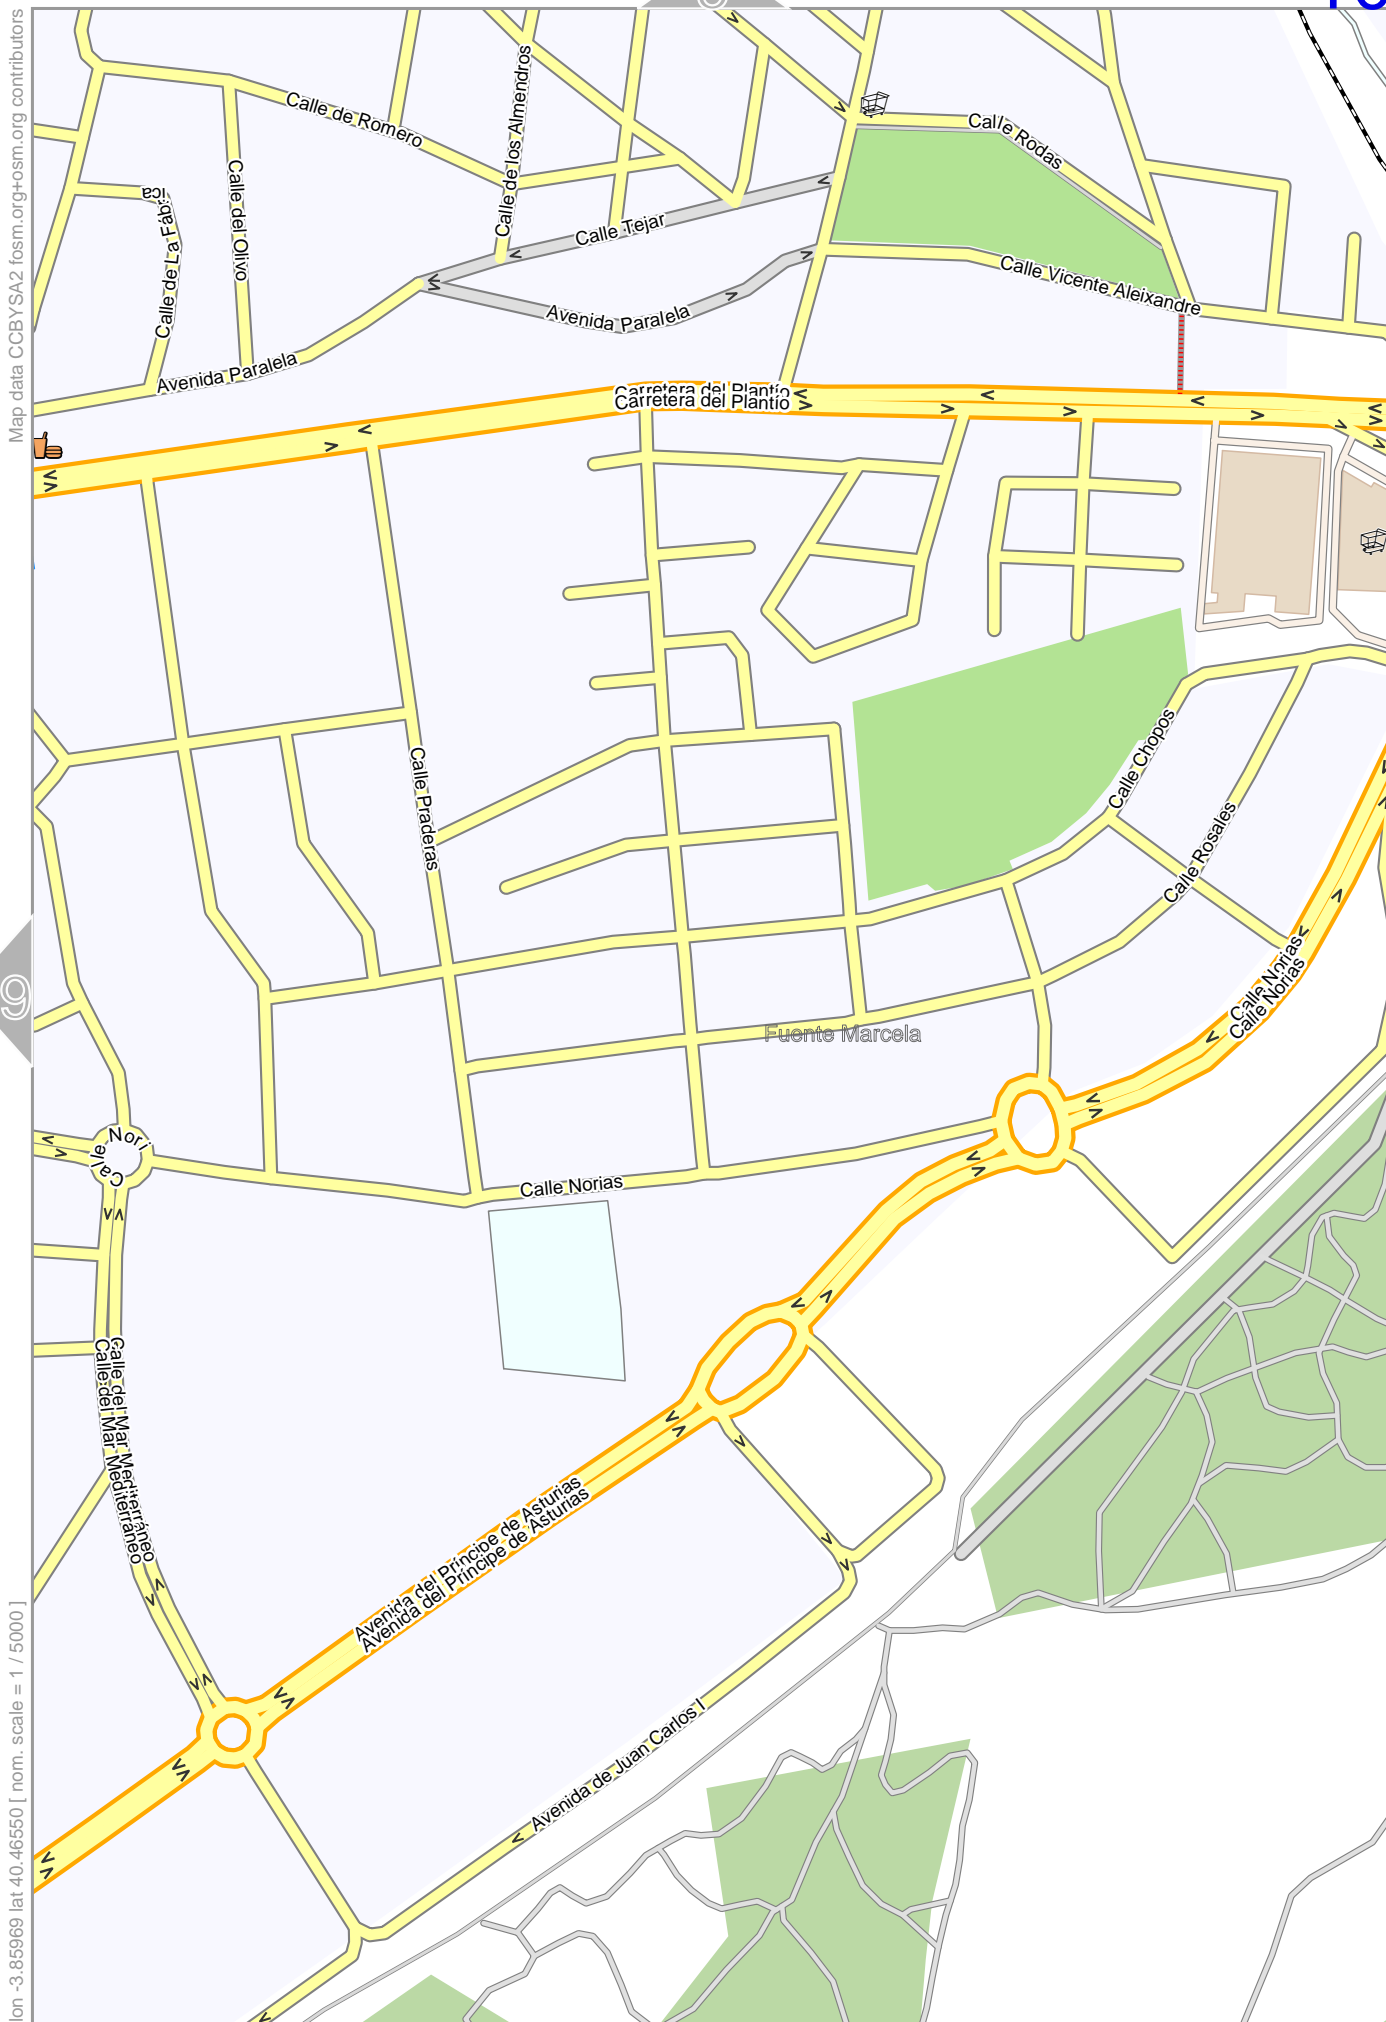 Map data CCBYSA2 fosm.org+osm.org contributors
Calle de Romero
Calle de los Almendros
Calle Rodas
Calle del Olivo
Calle de La Fábica
Calle Tejar
Calle Vicente Aleixandre
Avenida Paralela
Avenida Paralela
Carretera del Plantío
Carretera del Plantío
Calle Chopos
Calle Praderas
Calle Rosales
9
Calle Norias
Calle Norias
Fuente Marcela
Calle Nori
Calle Norias
Calle del Mar Mediterráneo
Calle del Mar Mediterráneo
Avenida del Príncipe de Asturias
Avenida del Príncipe de Asturias
Avenida de Juan Carlos I
lon -3.85969 lat 40.46550 [ nom. scale = 1 / 5000 ]